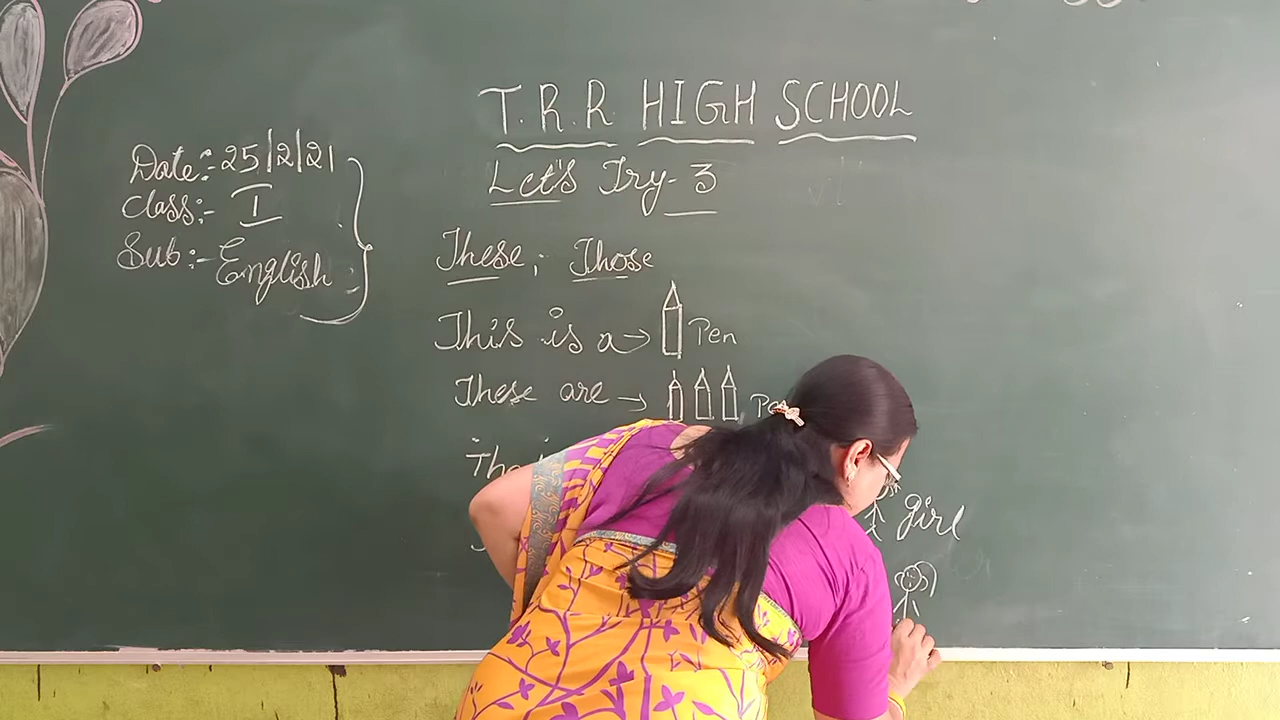 T.R.R. HIGH SCHOOL
Let's Try-3
Date:-25/2/21
Class:- I
Sub:-English
These, Those
This is a → Pen
These are →
girl